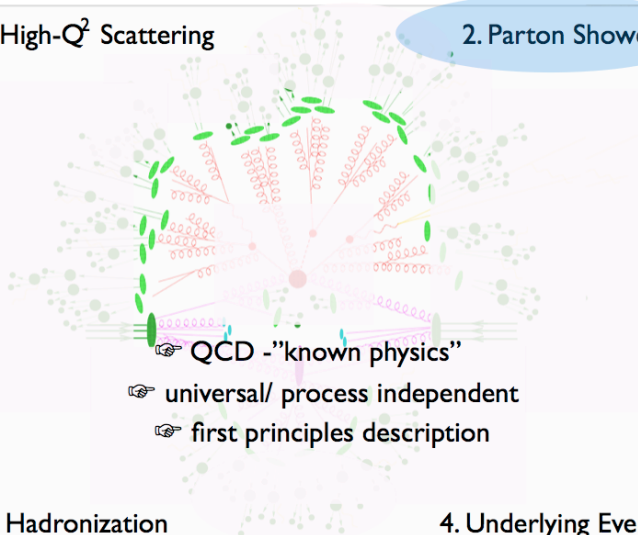 High-Q² Scattering
2. Parton Showe
☞ QCD -”known physics”
☞ universal/ process independent
☞ first principles description
Hadronization
4. Underlying Eve